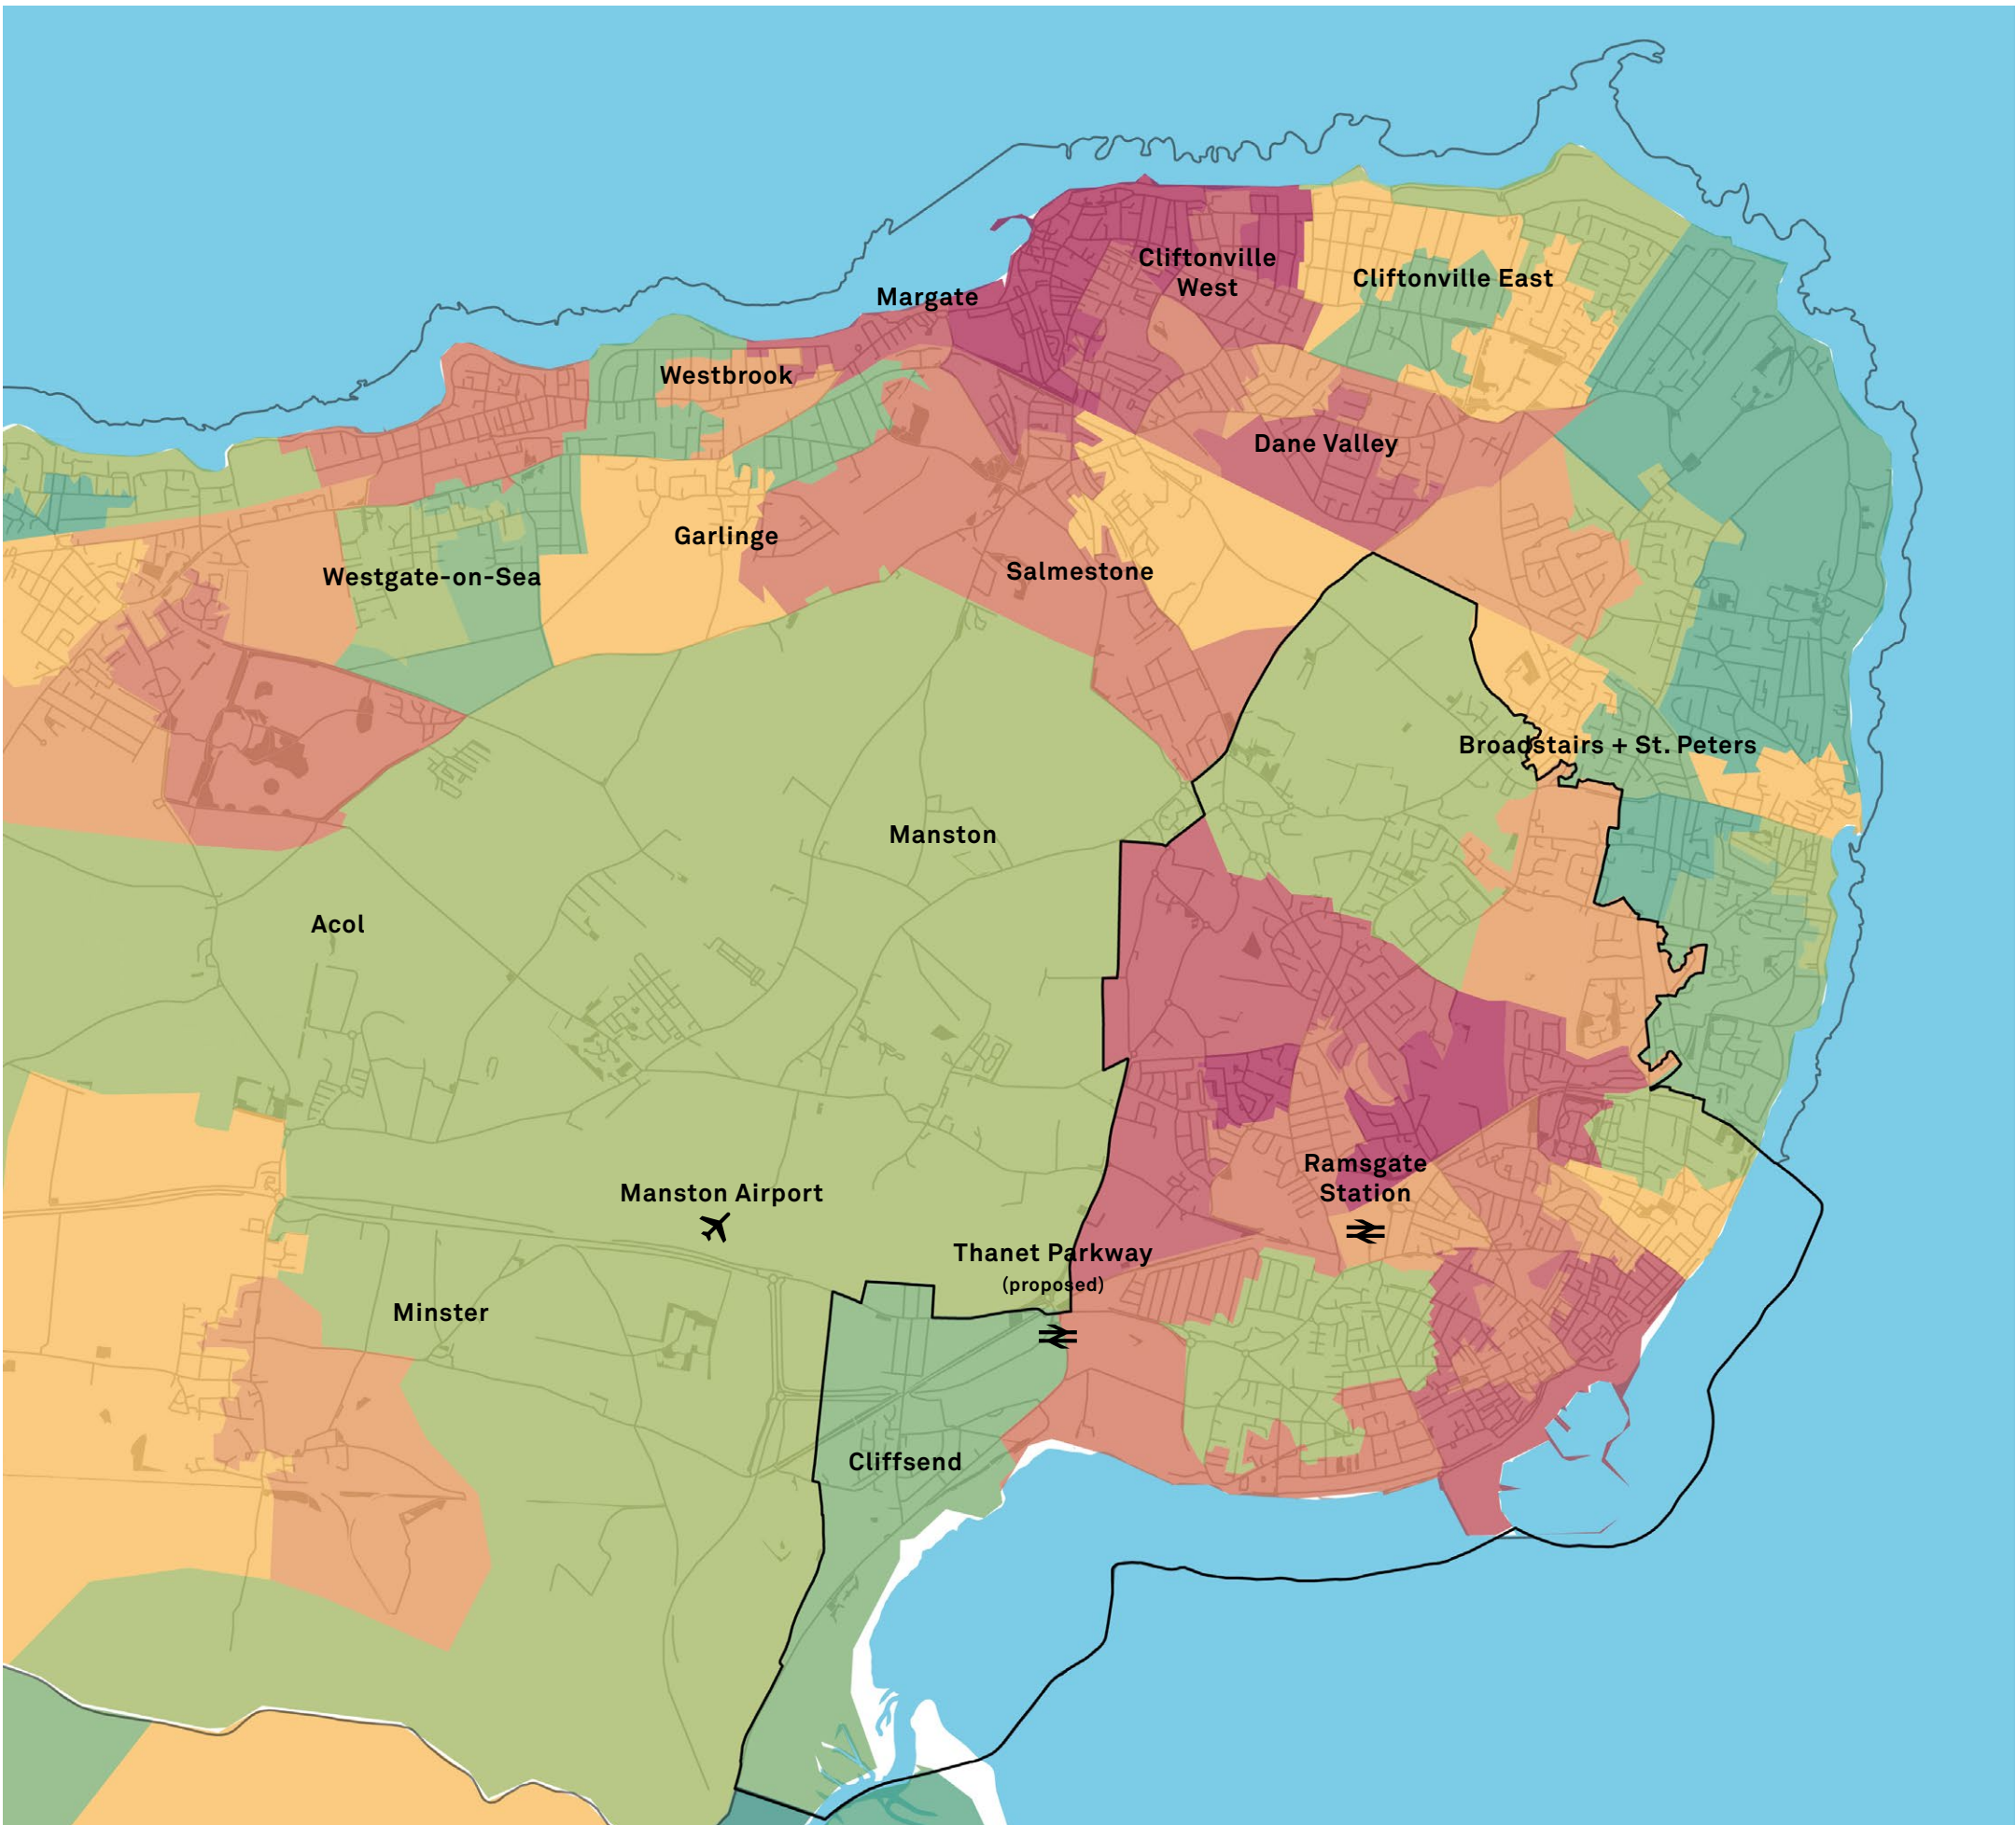 Cliftonville
West
Cliftonville East
Margate
Westbrook
Dane Valley
Garlinge
Salmestone
Westgate-on-Sea
Broadstairs + St. Peters
Manston
Acol
Ramsgate
Station
Manston Airport
Thanet Parkway
(proposed)
Minster
Cliffsend